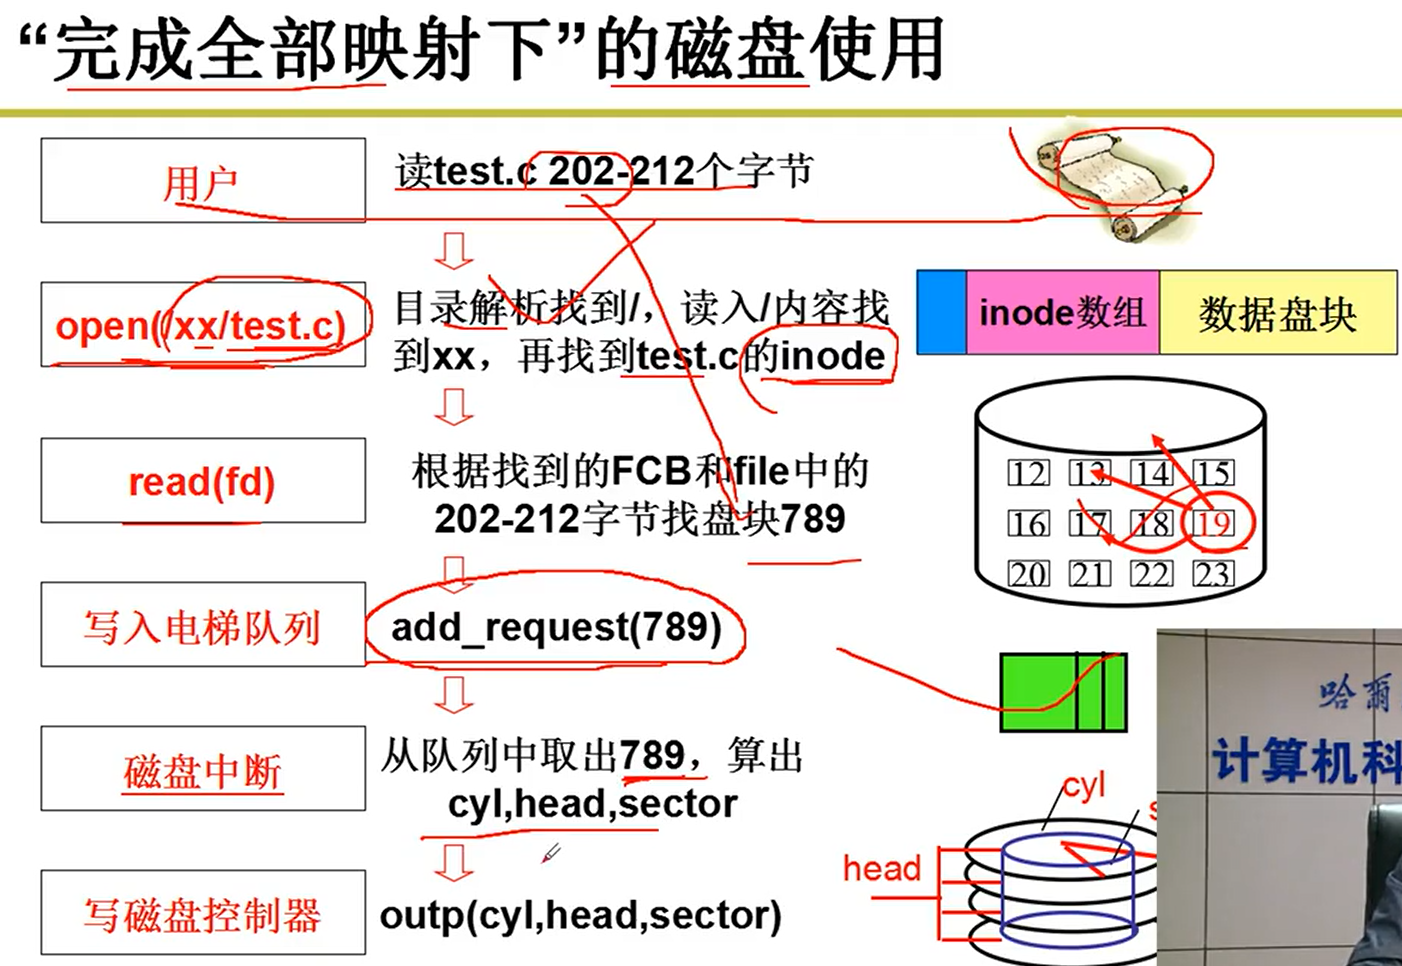 “完成全部映射下”的磁盘使用
用户
读test.c 202-212个字节
open(/xx/test.c)
目录解析找到/，读入/内容找
到xx，再找到test.c的inode
inode数组
数据盘块
read(fd)
根据找到的FCB和file中的
202-212字节找盘块789
12 13 14 15
16 17 18 19
20 21 22 23
写入电梯队列
add_request(789)
磁盘中断
从队列中取出789，算出
cyl,head,sector
写磁盘控制器
outp(cyl,head,sector)
cyl
s
head
哈爾
计算机科